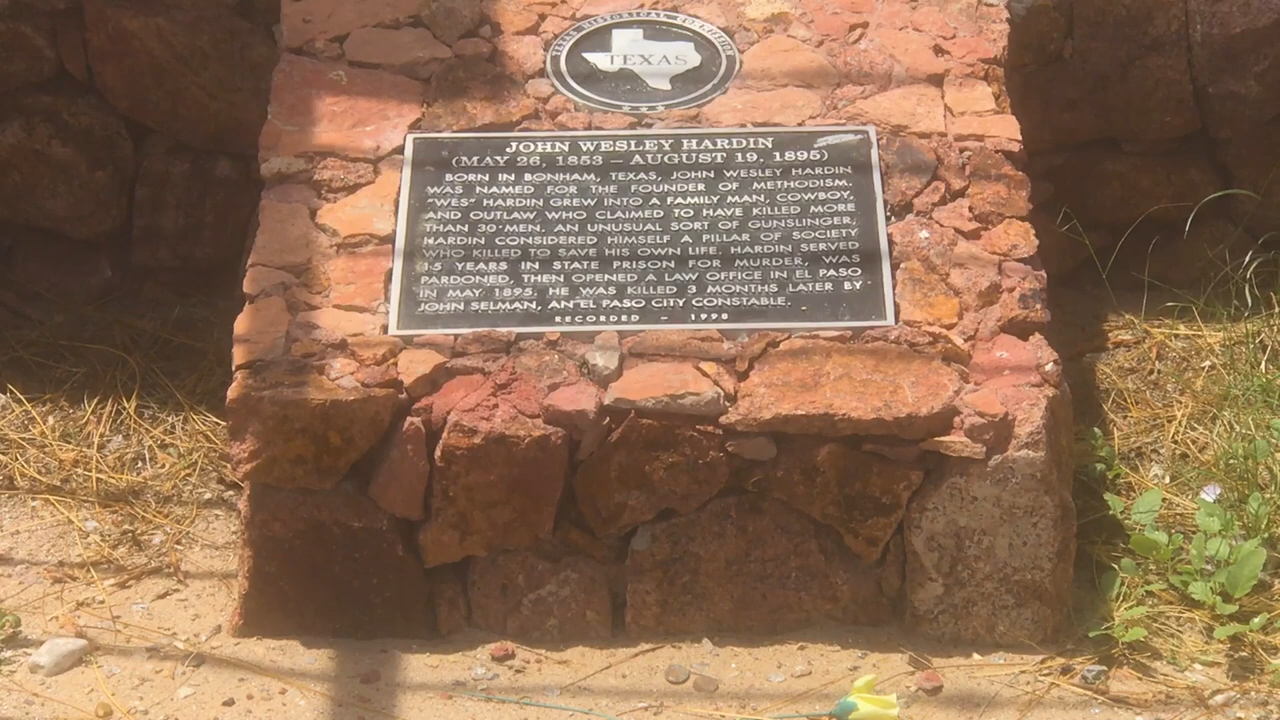 TEXAS HISTORICAL COMMISSION
TEXAS
JOHN WESLEY HARDIN
(MAY 26, 1853 – AUGUST 19, 1895)
BORN IN BONHAM, TEXAS, JOHN WESLEY HARDIN
WAS NAMED FOR THE FOUNDER OF METHODISM.
"WES" HARDIN GREW INTO A FAMILY MAN, COWBOY,
AND OUTLAW WHO CLAIMED TO HAVE KILLED MORE
THAN 30 MEN. AN UNUSUAL SORT OF GUNSLINGER,
HARDIN CONSIDERED HIMSELF A PILLAR OF SOCIETY
WHO KILLED TO SAVE HIS OWN LIFE. HARDIN SERVED
15 YEARS IN STATE PRISON FOR MURDER, WAS
PARDONED, THEN OPENED A LAW OFFICE IN EL PASO
IN MAY 1895. HE WAS KILLED 3 MONTHS LATER BY
JOHN SELMAN, AN EL PASO CITY CONSTABLE.
RECORDED – 1998